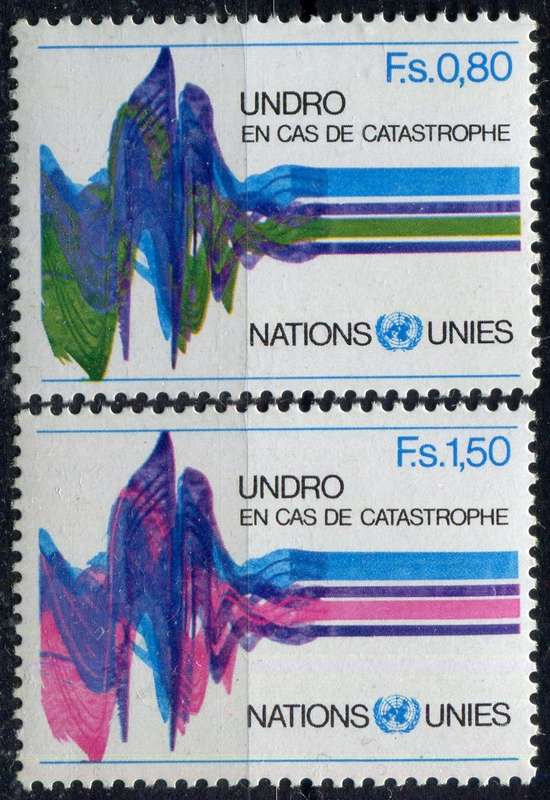 F.s.0,80
UNDRO
EN CAS DE CATASTROPHE
NATIONS UNIES
F.s.1,50
UNDRO
EN CAS DE CATASTROPHE
NATIONS UNIES